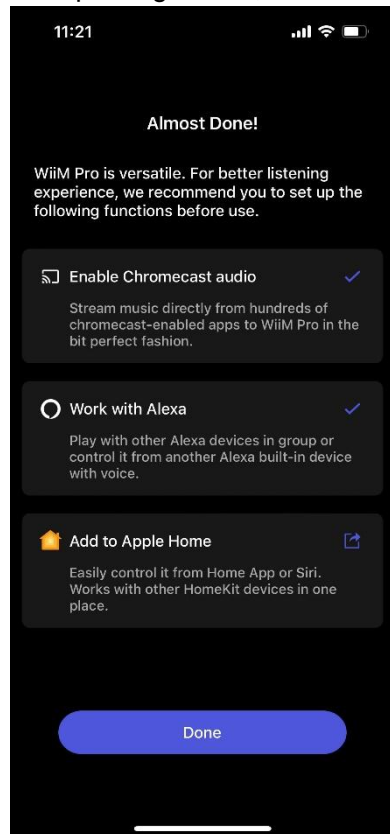 11:21
Almost Done!
WiiM Pro is versatile. For better listening
experience, we recommend you to set up the
following functions before use.
Enable Chromecast audio
Stream music directly from hundreds of
chromecast-enabled apps to WiiM Pro in the
bit perfect fashion.
Work with Alexa
Play with other Alexa devices in group or
control it from another Alexa built-in device
with voice.
Add to Apple Home
Easily control it from Home App or Siri.
Works with other HomeKit devices in one
place.
Done